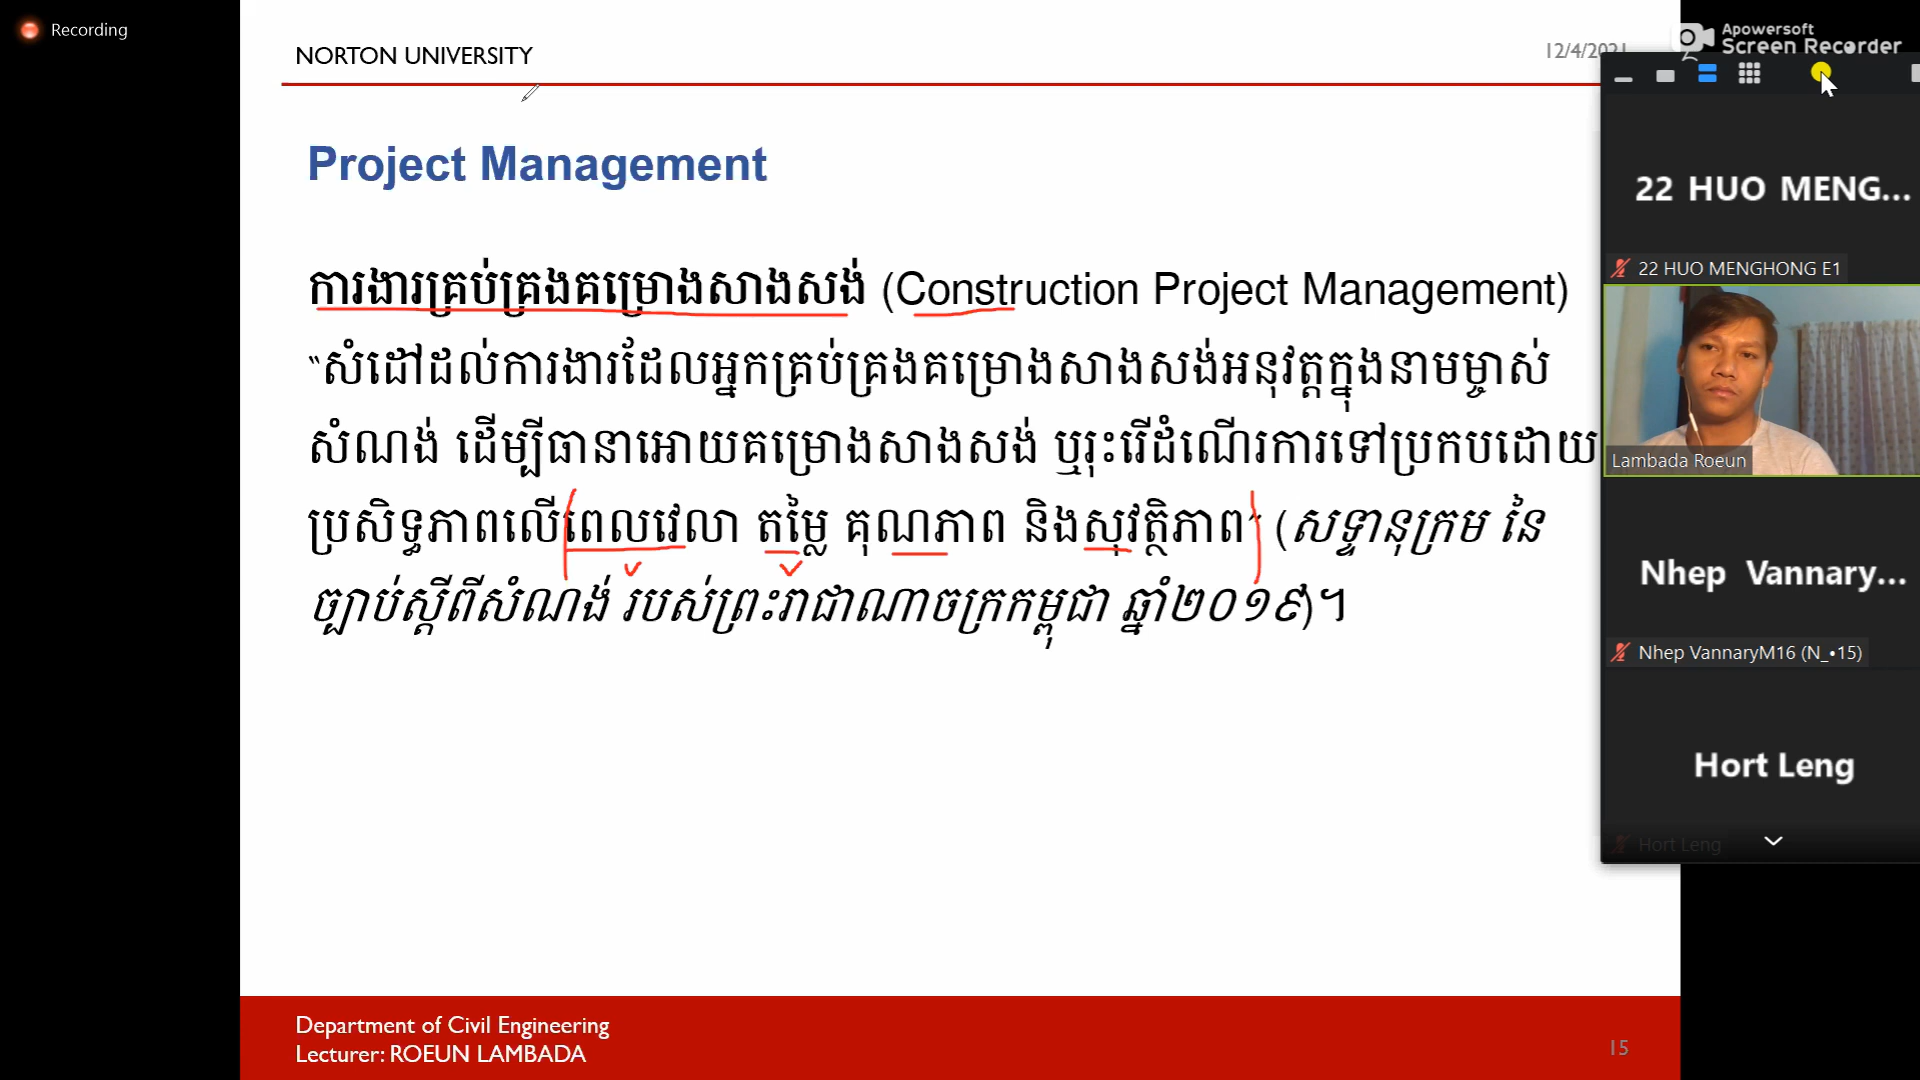 Recording
NORTON UNIVERSITY
Apowersoft
Screen Recorder
Project Management
ការងារគ្រប់គ្រងគម្រោងសាងសង់ (Construction Project Management)
“សំដៅដល់ការងារដែលអ្នកគ្រប់គ្រងគម្រោងសាងសង់អនុវត្តក្នុងនាមម្ចាស់
សំណង់ ដើម្បីធានាអោយគម្រោងសាងសង់ ឬរុះរើដំណើរការទៅប្រកបដោយ
ប្រសិទ្ធភាពលើពេលវេលា តម្លៃ គុណភាព និងសុវត្ថិភាព” (សទ្ទានុក្រម នៃ
ច្បាប់ស្តីពីសំណង់ របស់ព្រះរាជាណាចក្រកម្ពុជា ឆ្នាំ២០១៩)។
22 HUO MENG...
22 HUO MENGHONG E1
Lambada Roeun
Nhep Vannary...
Nhep VannaryM16 (N_•15)
Hort Leng
Hort Leng
Department of Civil Engineering
Lecturer: ROEUN LAMBADA
15